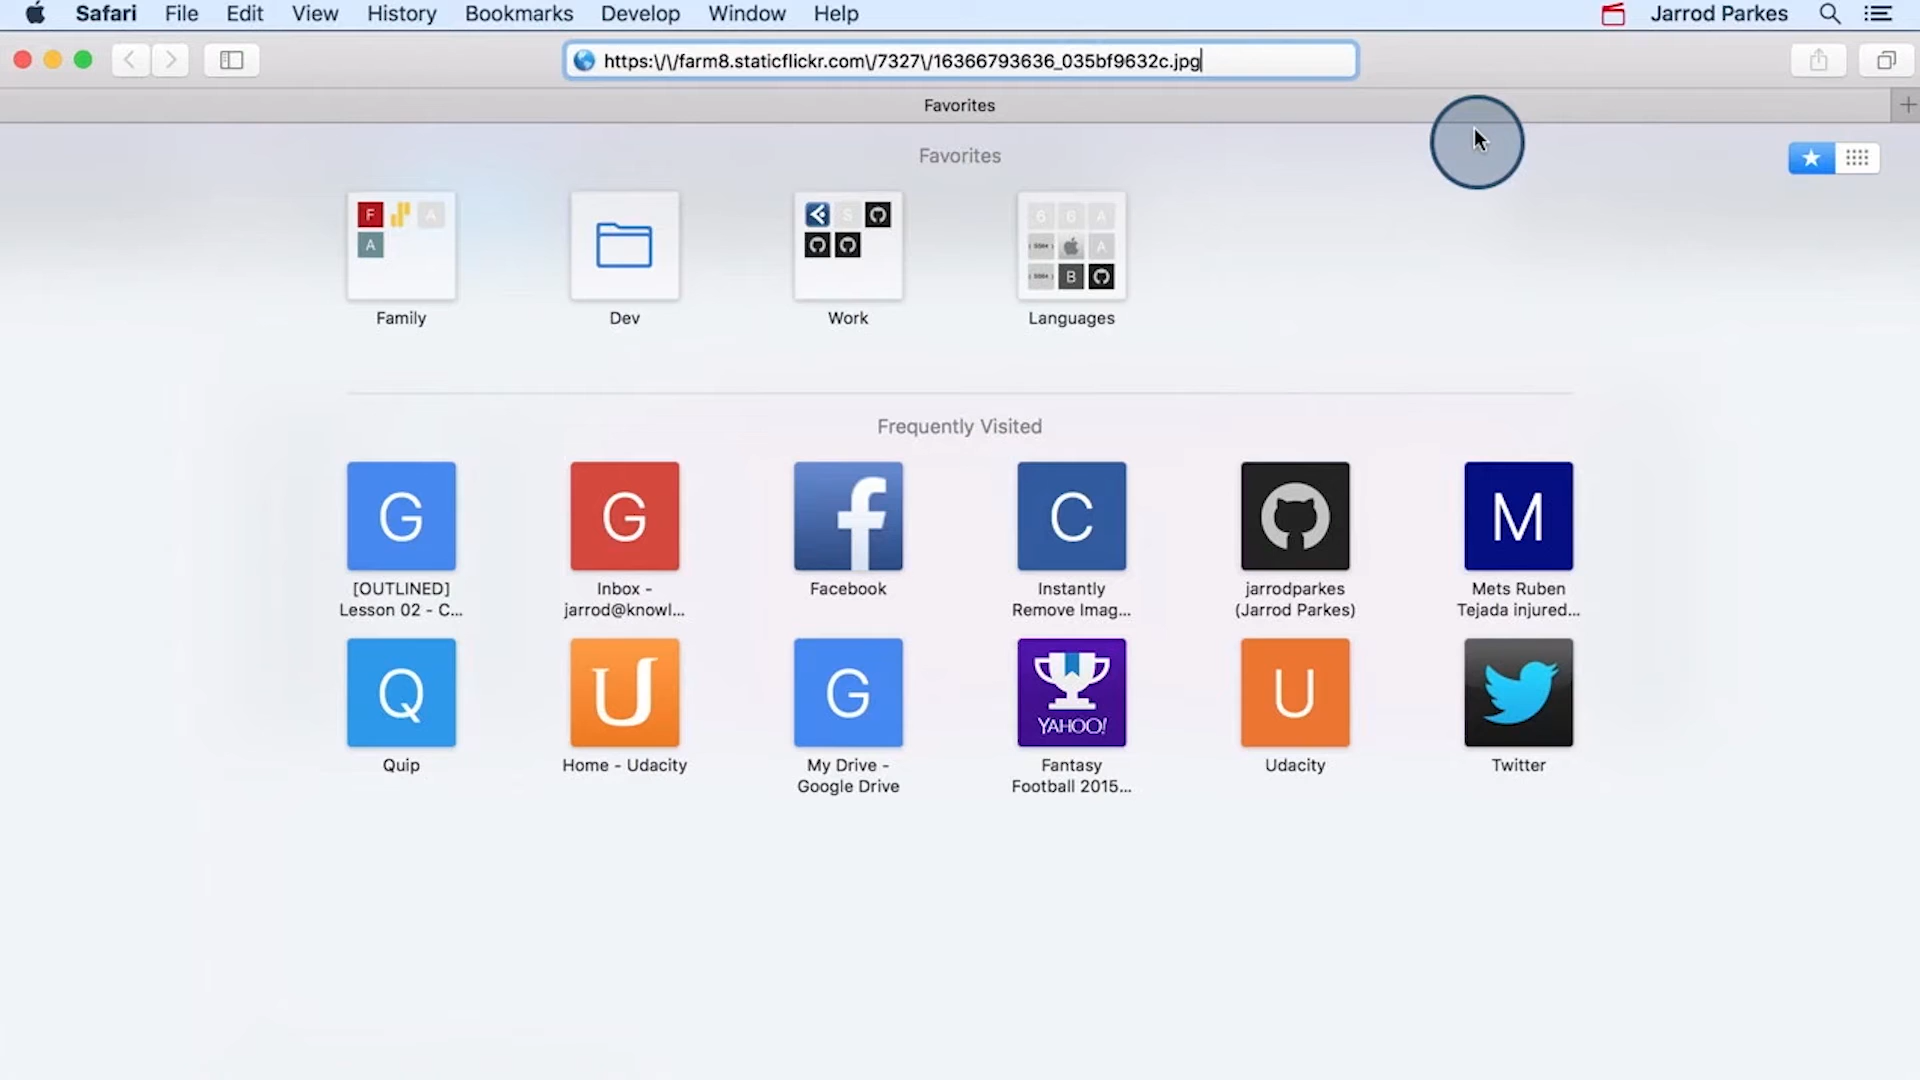 Safari File Edit View History Bookmarks Develop Window Help Jarrod Parkes
https:\/\/farm8.staticflickr.com\/7327\/16366793636_035bf9632c.jpg
Favorites
Favorites
F A
A
S
6 6 A
A
B
Family Dev Work Languages
Frequently Visited
G G f C M
[OUTLINED] Inbox - Facebook Instantly jarrodparkes Mets Ruben
Lesson 02 - C... jarrod@knowl... Remove Imag... (Jarrod Parkes) Tejada injured...
Q U G YAHOO! U
Quip Home - Udacity My Drive - Fantasy Udacity Twitter
Google Drive Football 2015...